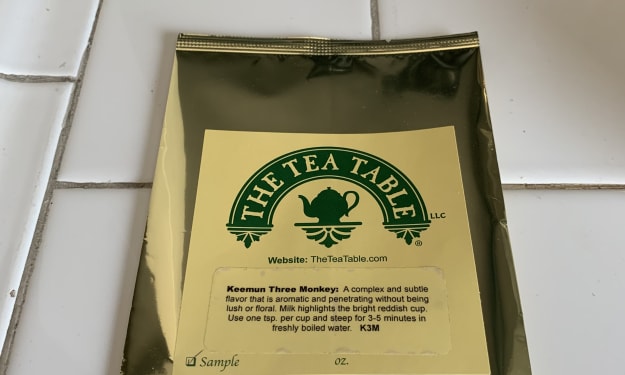 THE TEA TABLE
LLC
®
Website: TheTeaTable.com
Keemun Three Monkey: A complex and subtle
flavor that is aromatic and penetrating without being
lush or floral. Milk highlights the bright reddish cup.
Use one tsp. per cup and steep for 3-5 minutes in
freshly boiled water. K3M
Sample oz.